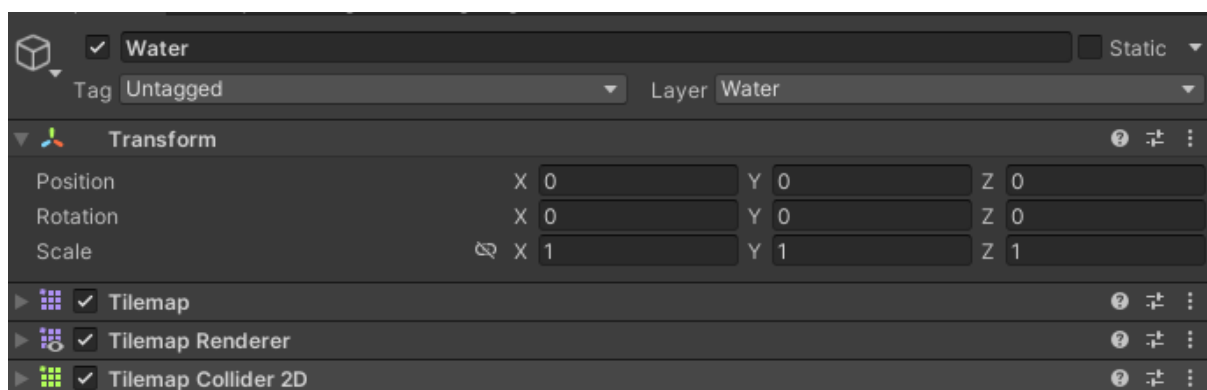 Water
Static
Tag Untagged Layer Water
Transform
Position X 0 Y 0 Z 0
Rotation X 0 Y 0 Z 0
Scale X 1 Y 1 Z 1
Tilemap
Tilemap Renderer
Tilemap Collider 2D